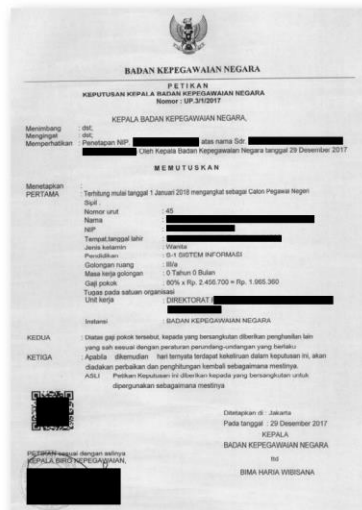 BADAN KEPEGAWAIAN NEGARA
PETIKAN
KEPUTUSAN KEPALA BADAN KEPEGAWAIAN NEGARA
Nomor : UP.3/1/2017
KEPALA BADAN KEPEGAWAIAN NEGARA,
Menimbang : dst;
Mengingat : dst;
Memperhatikan : Penetapan NIP. atas nama Sdr.
Oleh Kepala Badan Kepegawaian Negara tanggal 29 Desember 2017
MEMUTUSKAN
Menetapkan :
PERTAMA : Terhitung mulai tanggal 1 Januari 2018 mengangkat sebagai Calon Pegawai Negeri
Sipil :
Nomor urut : 45
Nama :
NIP :
Tempat,tanggal lahir :
Jenis kelamin : Wanita
Pendidikan : S-1 SISTEM INFORMASI
Golongan ruang : III/a
Masa kerja golongan : 0 Tahun 0 Bulan
Gaji pokok : 80% x Rp. 2.456.700 = Rp. 1.965.360
Tugas pada satuan organisasi
Unit kerja : DIREKTORAT
Instansi : BADAN KEPEGAWAIAN NEGARA
KEDUA : Diatas gaji pokok tersebut, kepada yang bersangkutan diberikan penghasilan lain
yang sah sesuai dengan peraturan perundang-undangan yang berlaku
KETIGA : Apabila dikemudian hari ternyata terdapat kekeliruan dalam keputusan ini, akan
diadakan perbaikan dan penghitungan kembali sebagaimana mestinya.
ASLI Petikan Keputusan ini diberikan kepada yang bersangkutan untuk
dipergunakan sebagaimana mestinya
Ditetapkan di : Jakarta
Pada tanggal : 29 Desember 2017
KEPALA
BADAN KEPEGAWAIAN NEGARA
ttd
BIMA HARIA WIBISANA
PETIKAN sesuai dengan aslinya
KEPALA BIRO KEPEGAWAIAN,